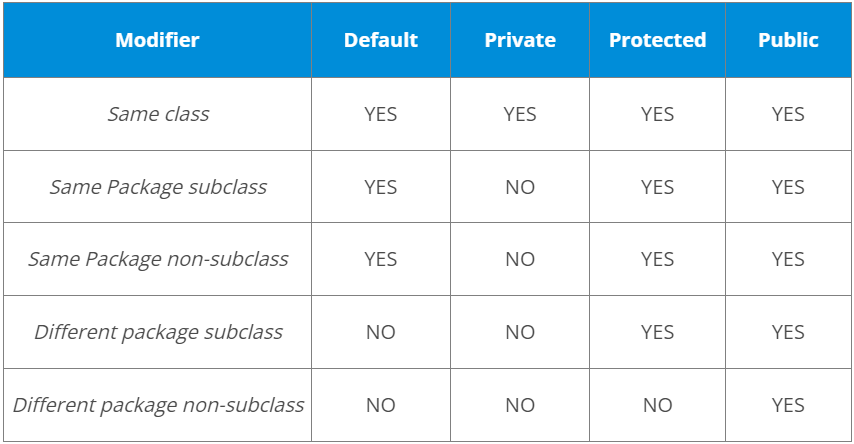 Modifier Default Private Protected Public
Same class YES YES YES YES
Same Package subclass YES NO YES YES
Same Package non-subclass YES NO YES YES
Different package subclass NO NO YES YES
Different package non-subclass NO NO NO YES